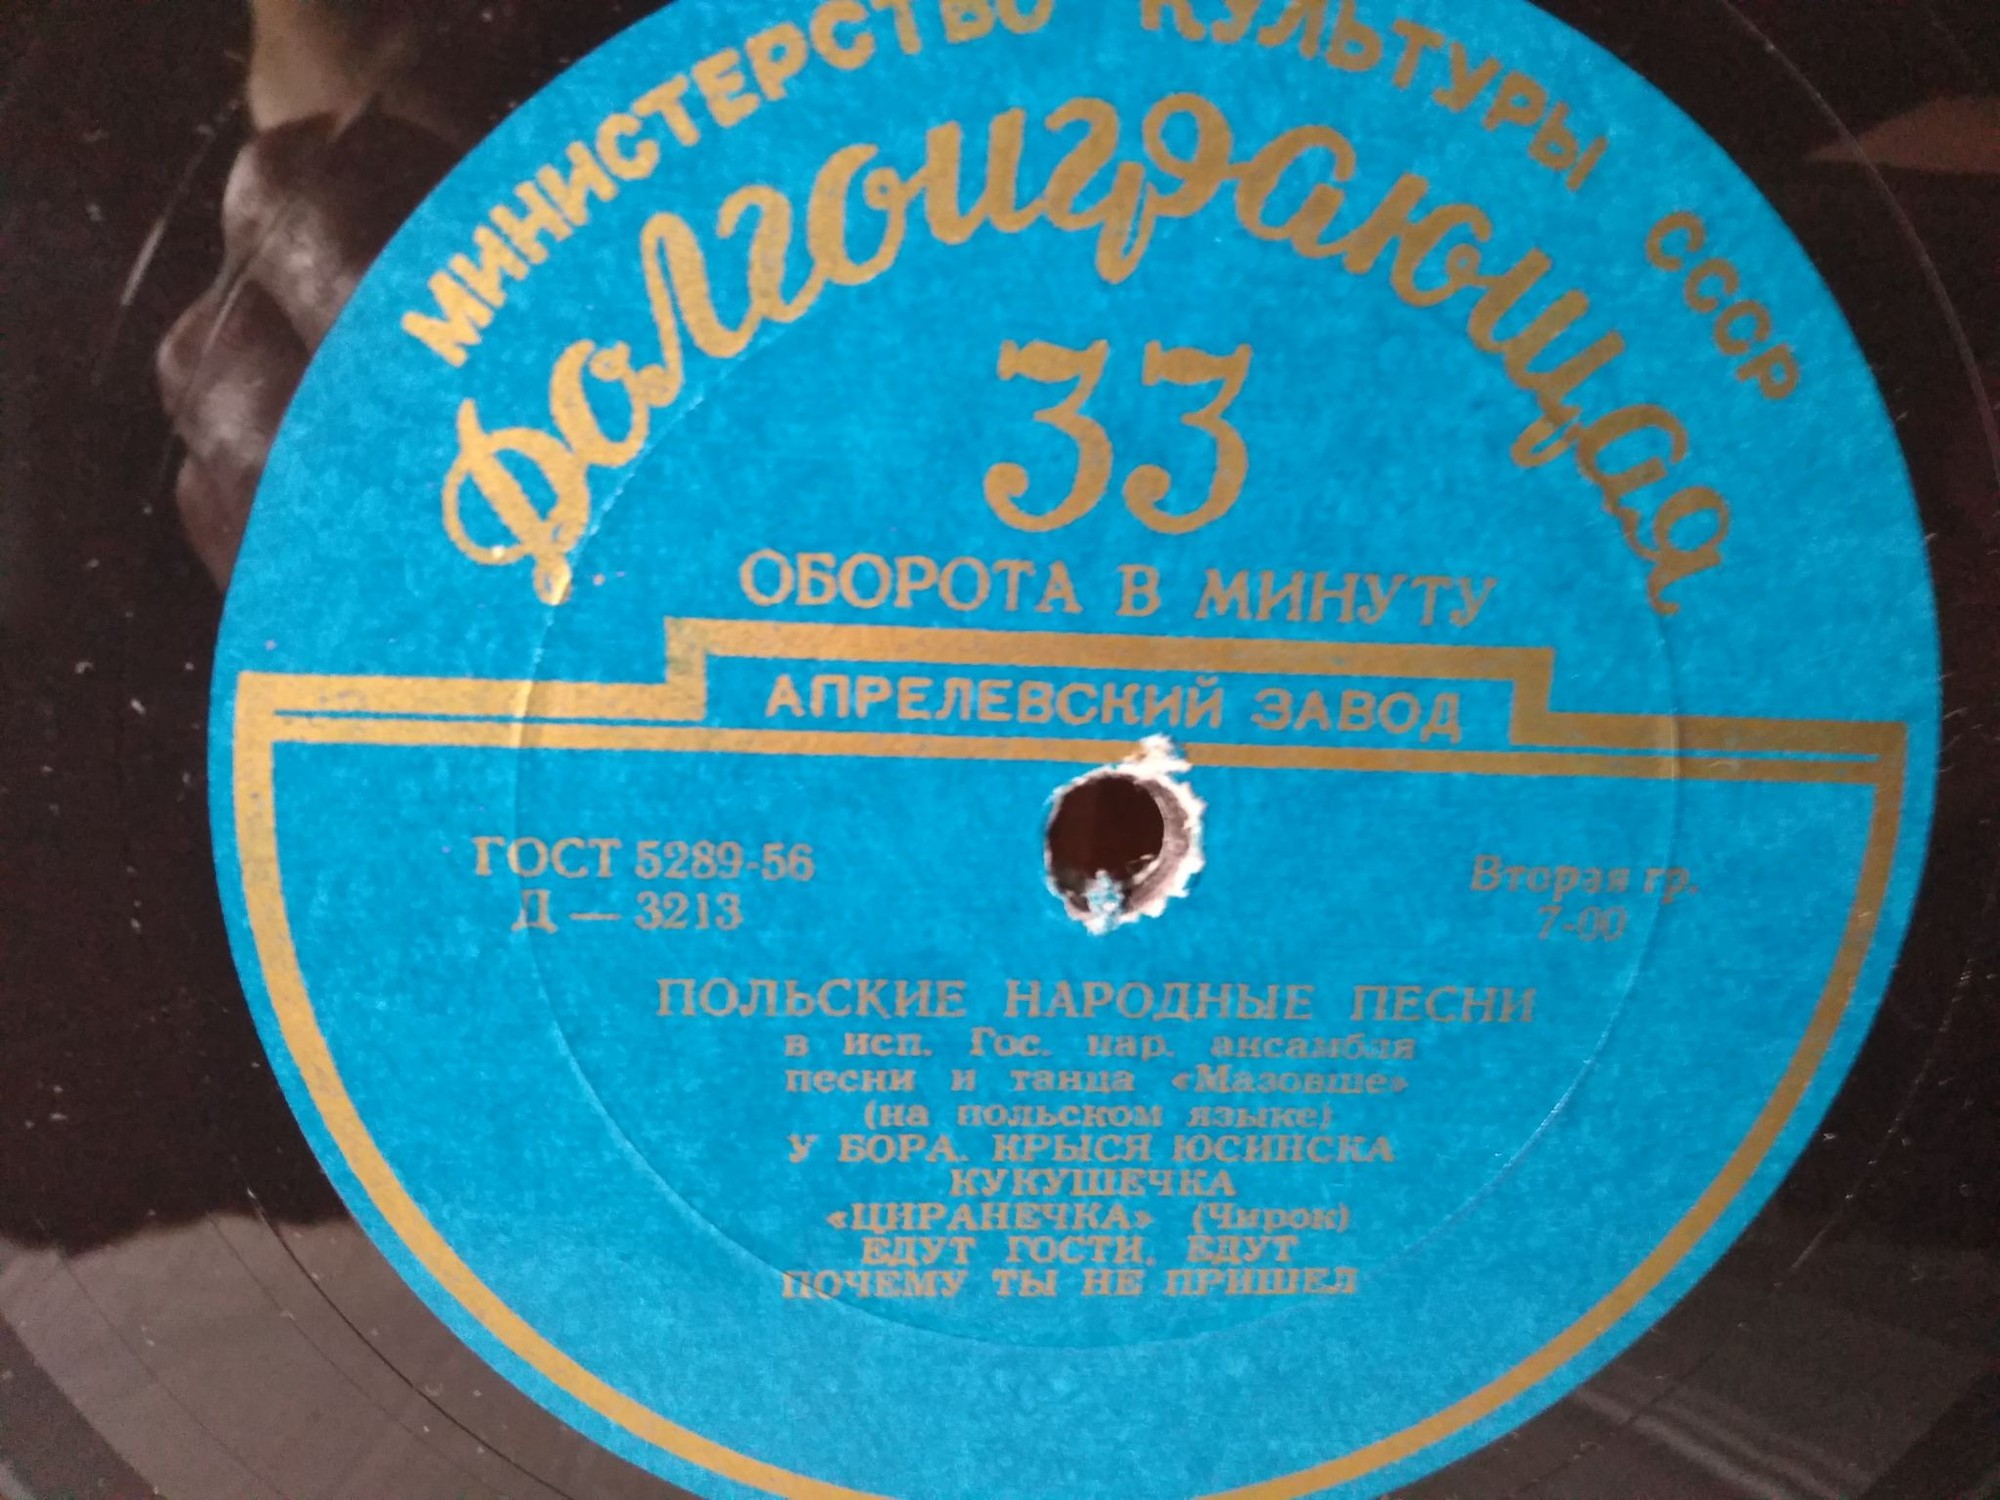 МИНИСТЕРСТВО КУЛЬТУРЫ СССР
Долгоиграющая
33
ОБОРОТА В МИНУТУ
АПРЕЛЕВСКИЙ ЗАВОД
ГОСТ 5289-56
Д — 3213
Вторая гр.
7-00
ПОЛЬСКИЕ НАРОДНЫЕ ПЕСНИ
в исп. Гос. нар. ансамбля
песни и танца «Мазовше»
(на польском языке)
У БОРА. КРЫСЯ ЮСИНСКА
КУКУШЕЧКА
«ЦИРАНЕЧКА» (Чирок)
ЕДУТ ГОСТИ, ЕДУТ
ПОЧЕМУ ТЫ НЕ ПРИШЕЛ